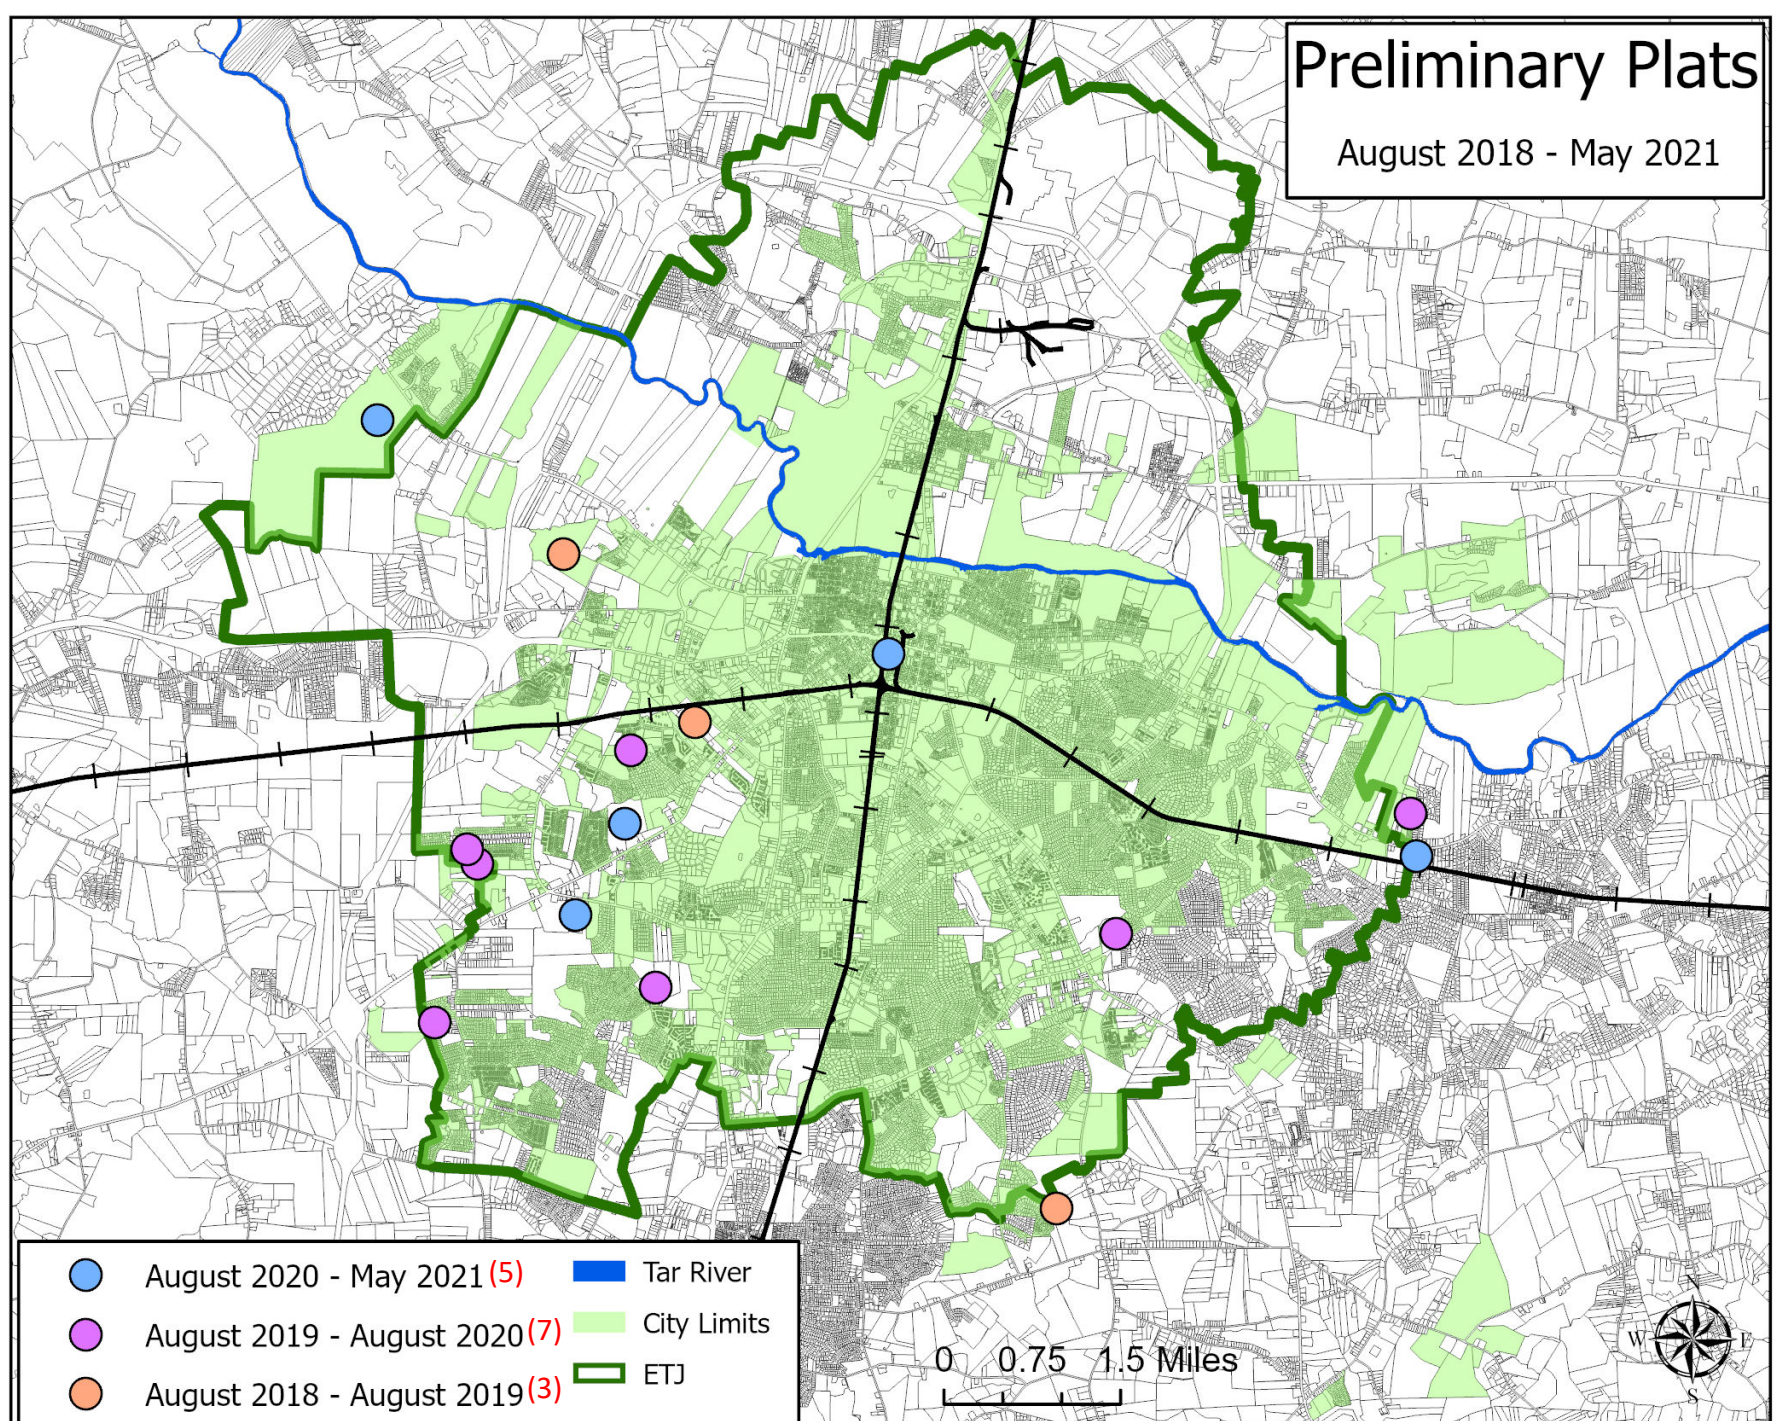 Preliminary Plats
August 2018 - May 2021
August 2020 - May 2021 (5)
August 2019 - August 2020 (7)
August 2018 - August 2019 (3)
Tar River
City Limits
ETJ
0 0.75 1.5 Miles
N
W E
S